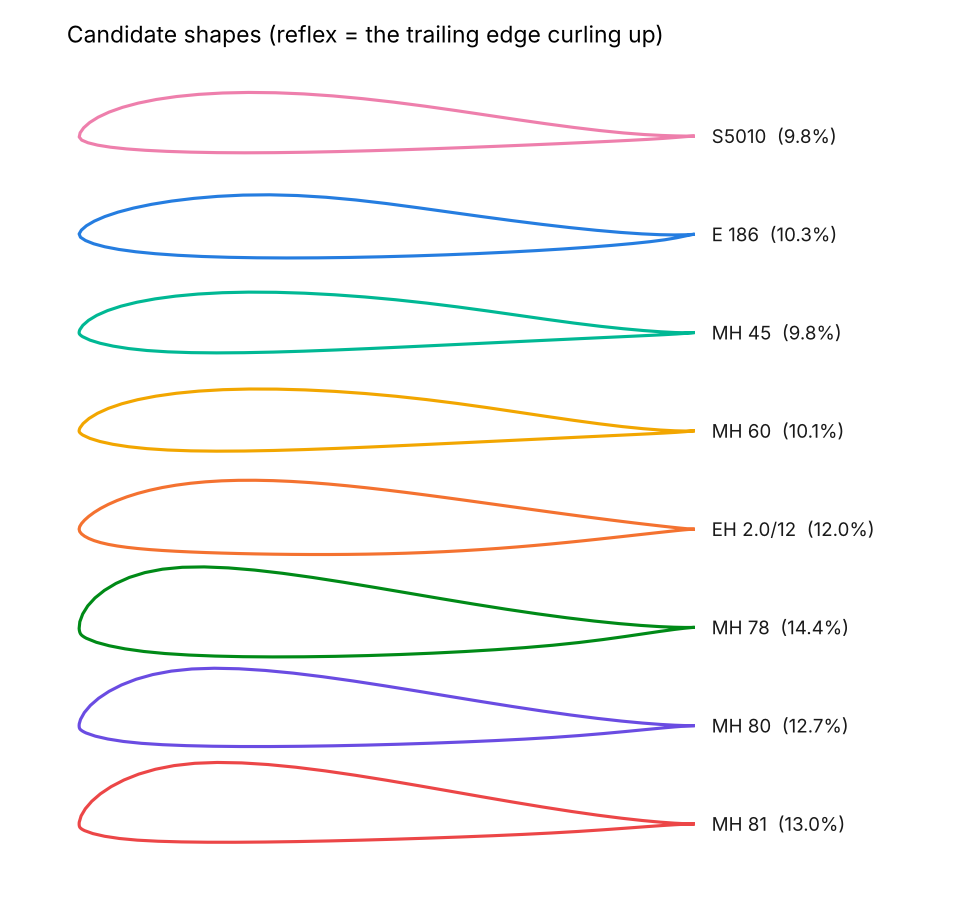 Candidate shapes (reflex = the trailing edge curling up)
S5010 (9.8%)
E 186 (10.3%)
MH 45 (9.8%)
MH 60 (10.1%)
EH 2.0/12 (12.0%)
MH 78 (14.4%)
MH 80 (12.7%)
MH 81 (13.0%)